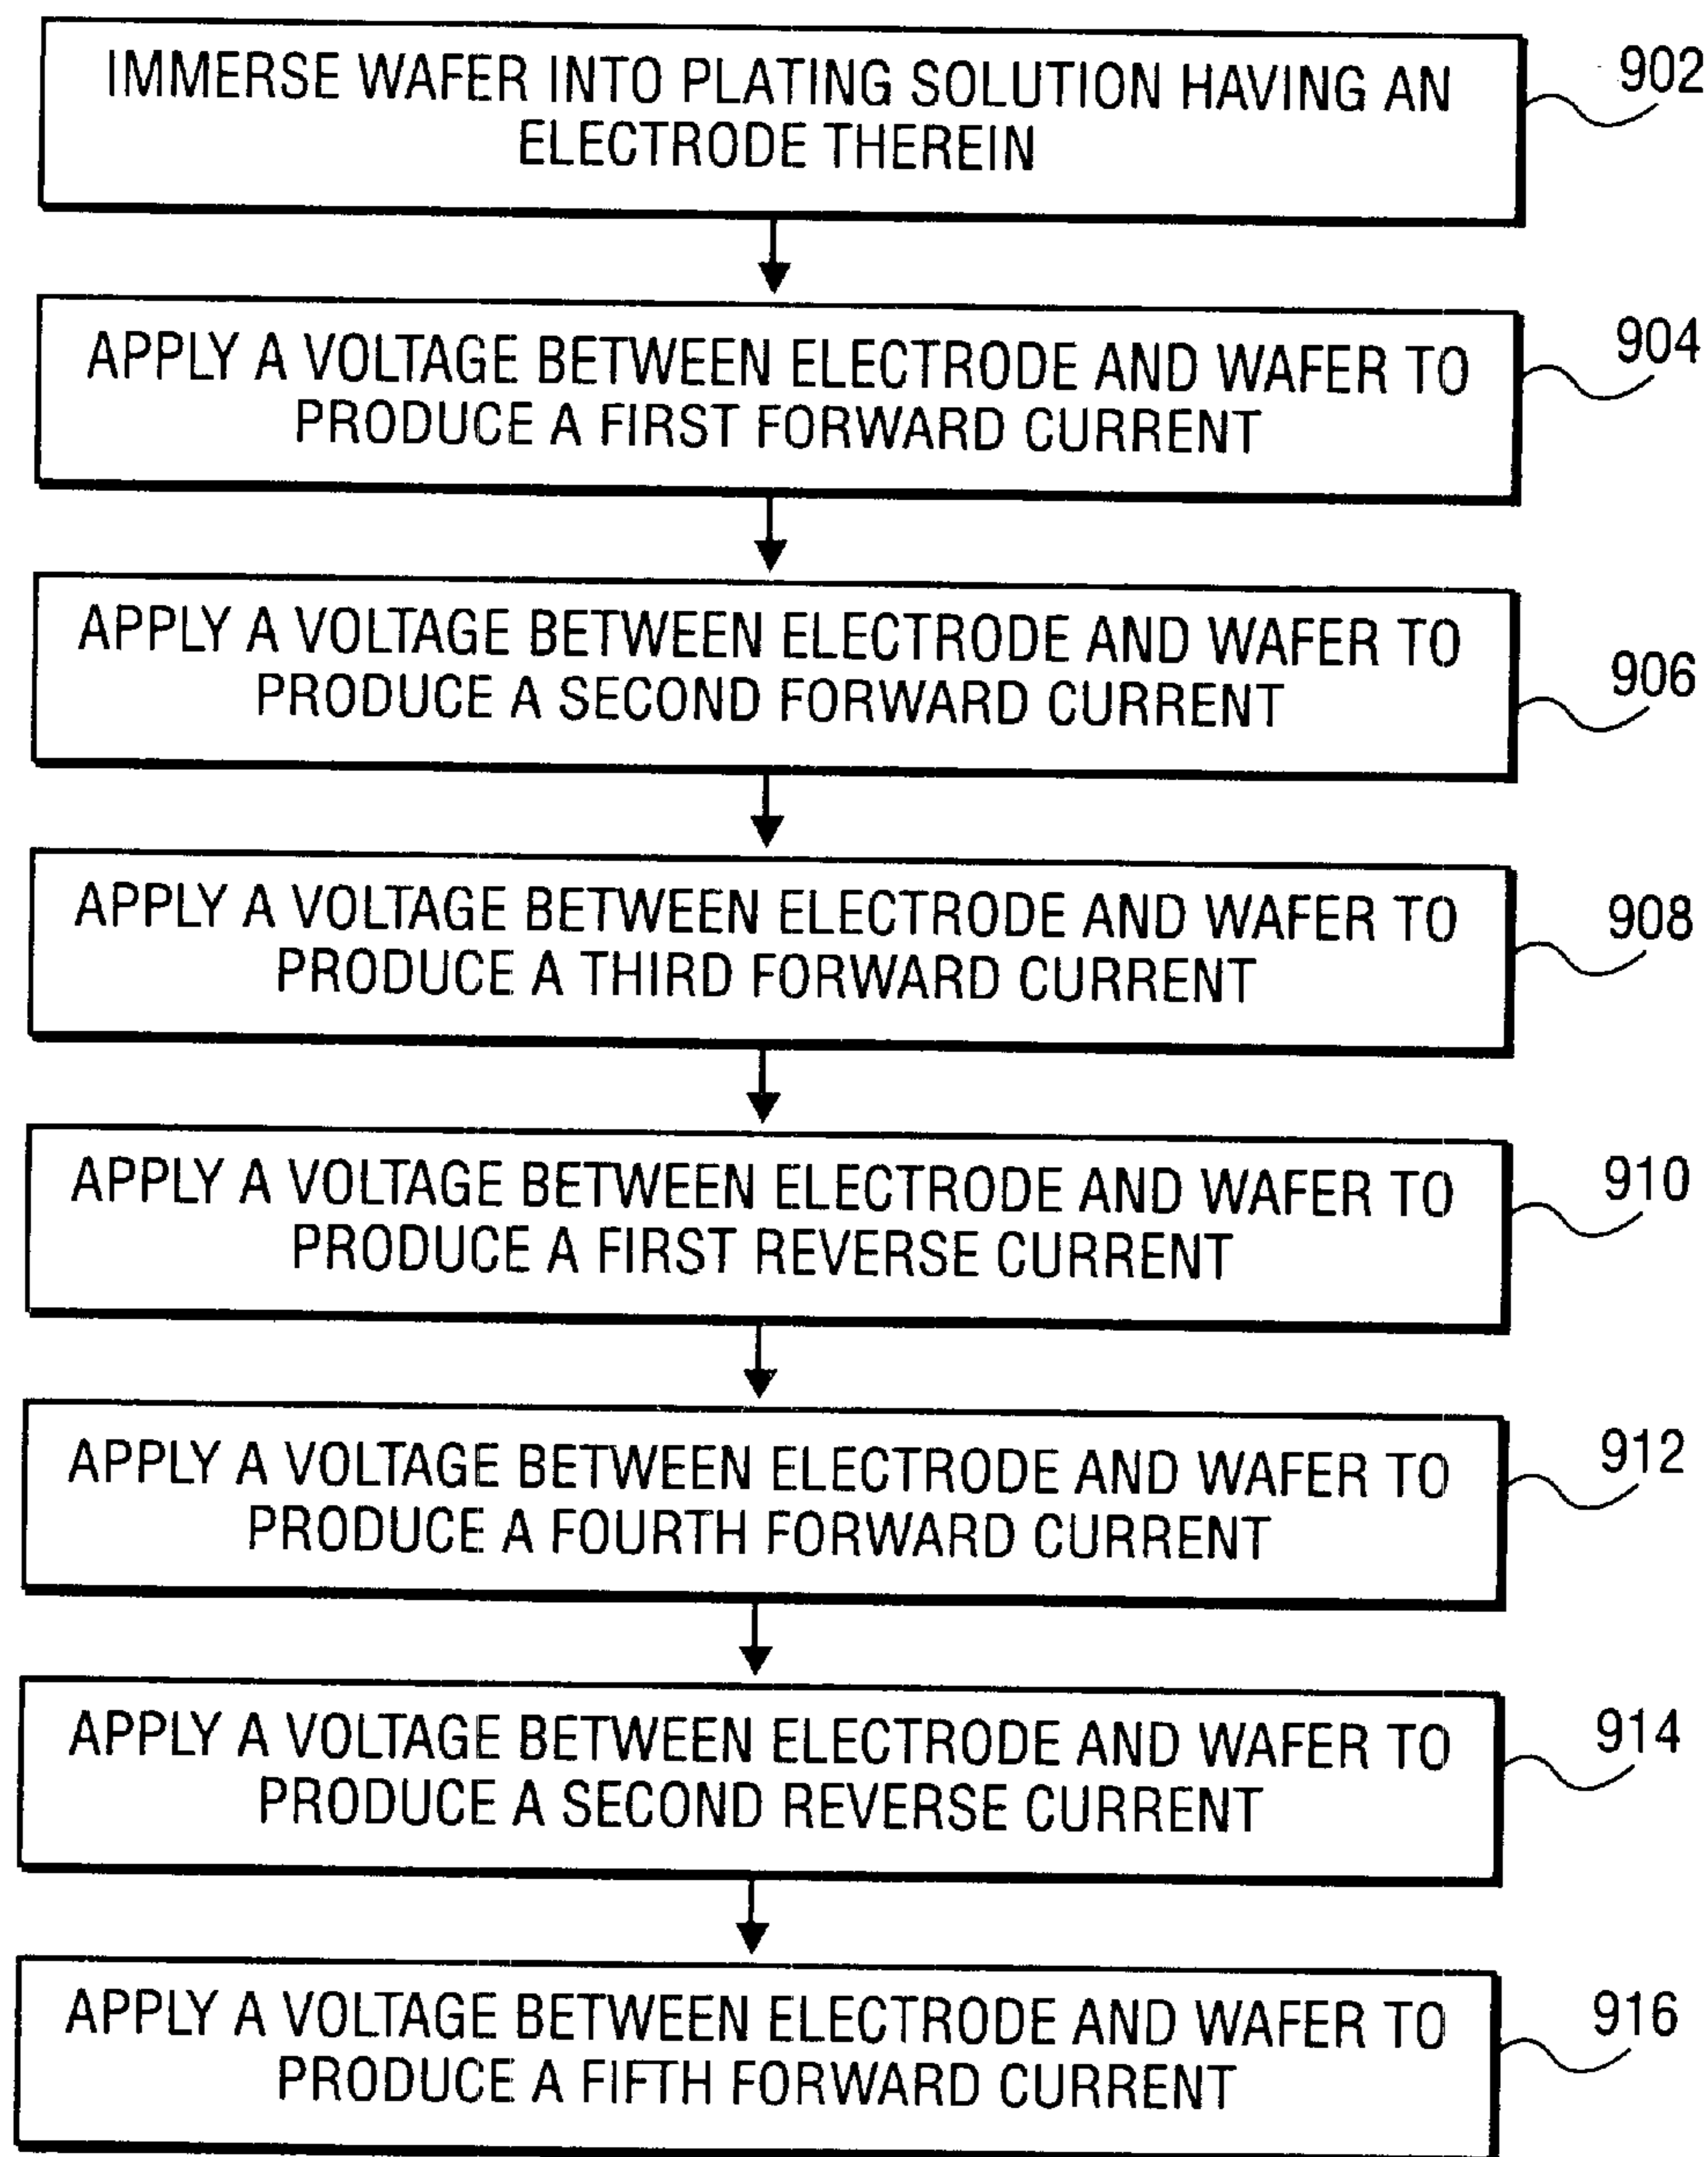 IMMERSE WAFER INTO PLATING SOLUTION HAVING AN
ELECTRODE THEREIN
902
APPLY A VOLTAGE BETWEEN ELECTRODE AND WAFER TO
PRODUCE A FIRST FORWARD CURRENT
904
APPLY A VOLTAGE BETWEEN ELECTRODE AND WAFER TO
PRODUCE A SECOND FORWARD CURRENT
906
APPLY A VOLTAGE BETWEEN ELECTRODE AND WAFER TO
PRODUCE A THIRD FORWARD CURRENT
908
APPLY A VOLTAGE BETWEEN ELECTRODE AND WAFER TO
PRODUCE A FIRST REVERSE CURRENT
910
APPLY A VOLTAGE BETWEEN ELECTRODE AND WAFER TO
PRODUCE A FOURTH FORWARD CURRENT
912
APPLY A VOLTAGE BETWEEN ELECTRODE AND WAFER TO
PRODUCE A SECOND REVERSE CURRENT
914
APPLY A VOLTAGE BETWEEN ELECTRODE AND WAFER TO
PRODUCE A FIFTH FORWARD CURRENT
916